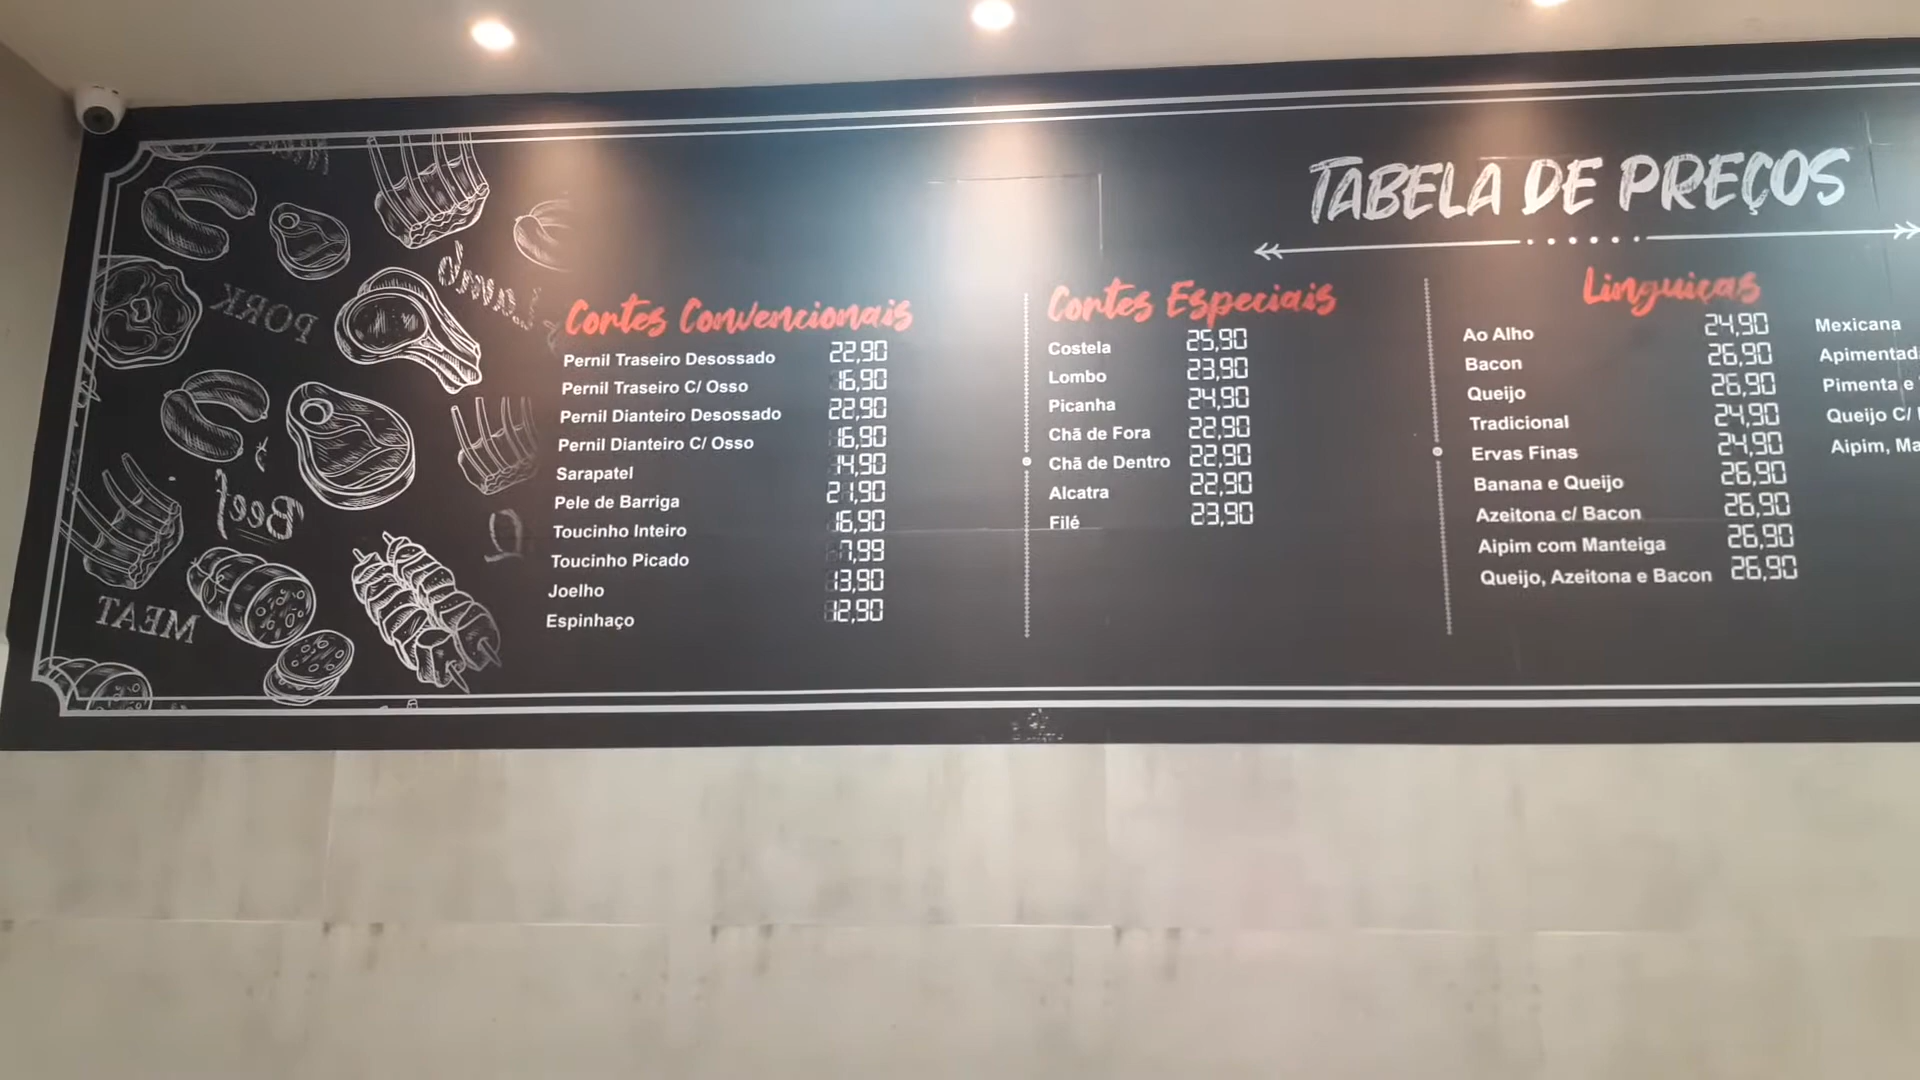 TABELA DE PREÇOS
Cortes Convencionais
Pernil Traseiro Desossado 22,90
Pernil Traseiro C/ Osso 16,90
Pernil Dianteiro Desossado 22,90
Pernil Dianteiro C/ Osso 16,90
Sarapatel 14,90
Pele de Barriga 21,90
Toucinho Inteiro 16,90
Toucinho Picado 7,99
Joelho 13,90
Espinhaço 12,90
Cortes Especiais
Costela 25,90
Lombo 23,90
Picanha 24,90
Chã de Fora 22,90
Chã de Dentro 22,90
Alcatra 22,90
Filé 23,90
Linguiças
Ao Alho 24,90
Bacon 26,90
Queijo 26,90
Tradicional 24,90
Ervas Finas 24,90
Banana e Queijo 26,90
Azeitona c/ Bacon 26,90
Aipim com Manteiga 26,90
Queijo, Azeitona e Bacon 26,90
Mexicana
Pimenta e
Queijo C/
Aipim,
Lamb
PORK
Beef
MEAT